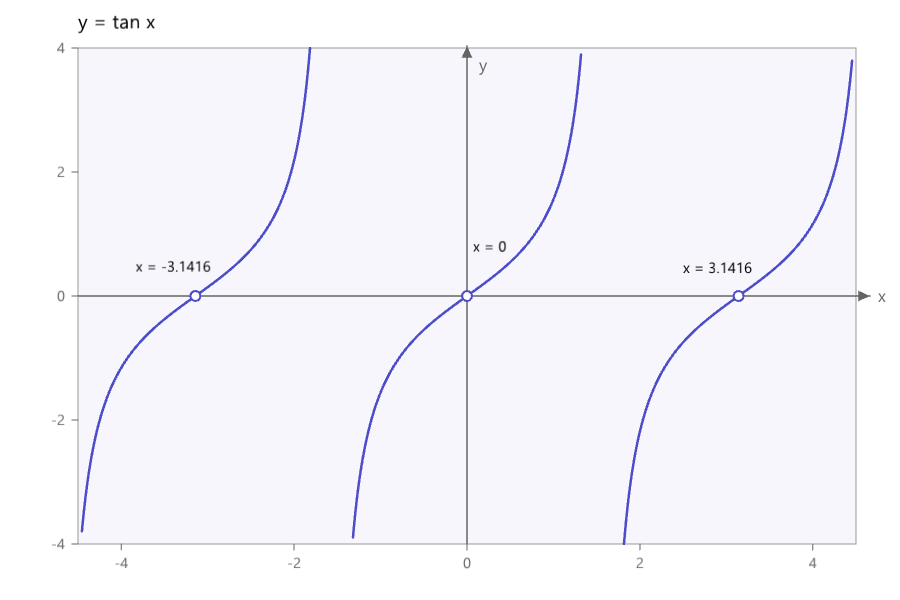 y = tan x
4
y
2
x = 0
x = -3.1416
x = 3.1416
0
x
-2
-4
-4
-2
0
2
4